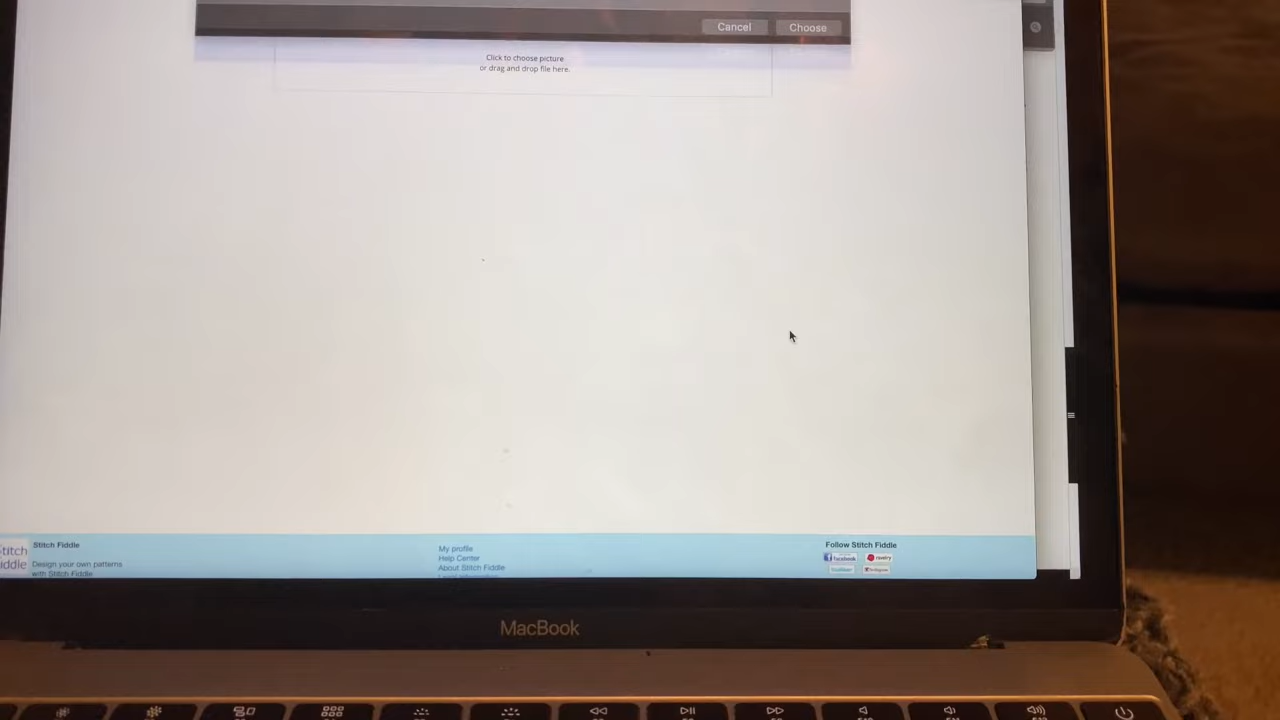 Cancel
Choose
Click to choose picture
or drag and drop file here.
Stitch Fiddle
Design your own patterns
with Stitch Fiddle
My profile
Help Center
About Stitch Fiddle
Follow Stitch Fiddle
facebook
MacBook